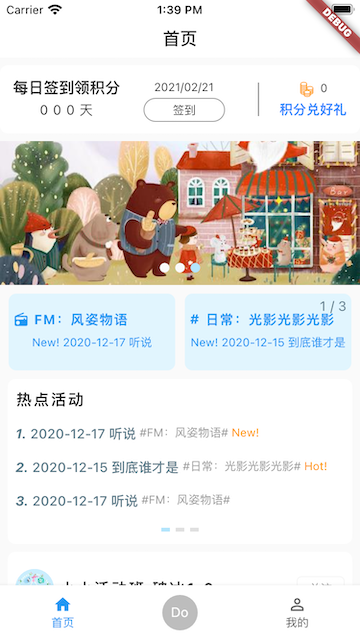 Carrier 1:39 PM
DEBUG
首页
每日签到领积分 2021/02/21 0
0 0 0 天 签到 积分兑好礼
1 / 3
FM：风姿物语 # 日常：光影光影光影
New! 2020-12-17 听说 New! 2020-12-15 到底谁才是
热点活动
1. 2020-12-17 听说 #FM：风姿物语# New!
2. 2020-12-15 到底谁才是 #日常：光影光影光影# Hot!
3. 2020-12-17 听说 #FM：风姿物语#
首页 Do 我的